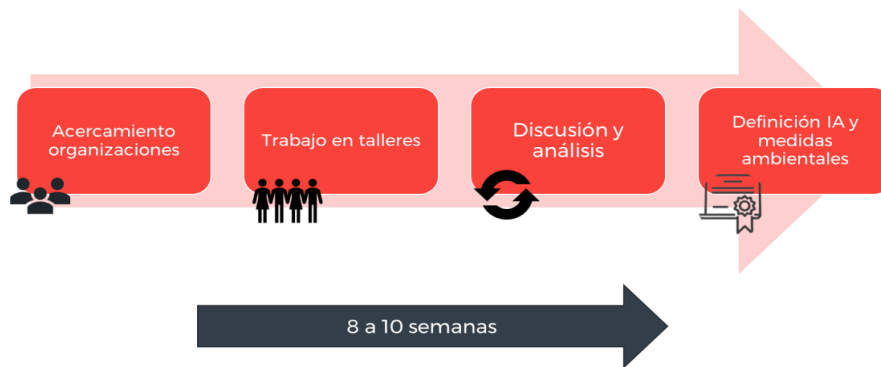 Acercamiento
organizaciones
Trabajo en talleres
Discusión y
análisis
Definición IA y
medidas
ambientales
8 a 10 semanas